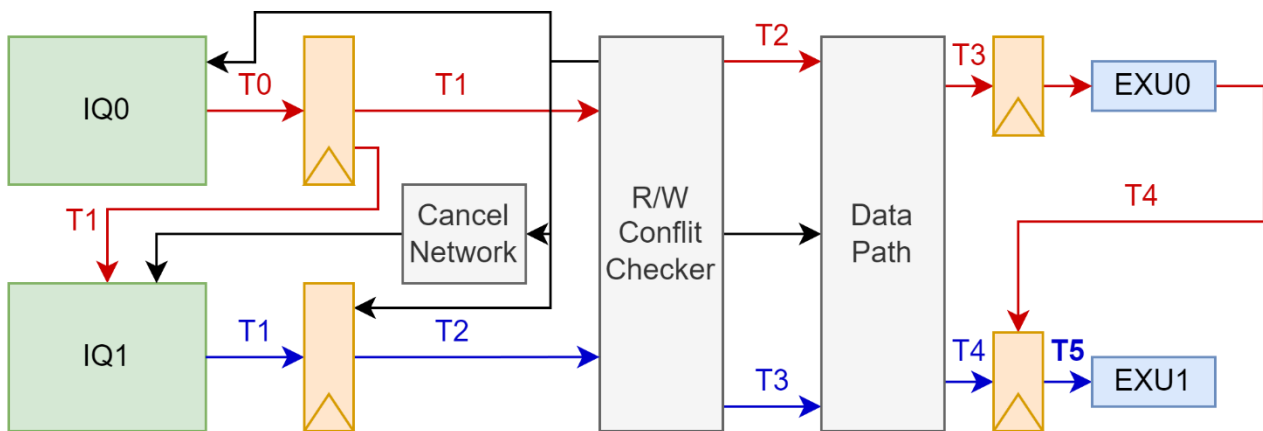 T2
T3
T0
T1
IQ0
EXU0
R/W
Conflit
Checker
Data
Path
T1
Cancel
Network
T4
IQ1
T1
T2
T3
T4
T5
EXU1